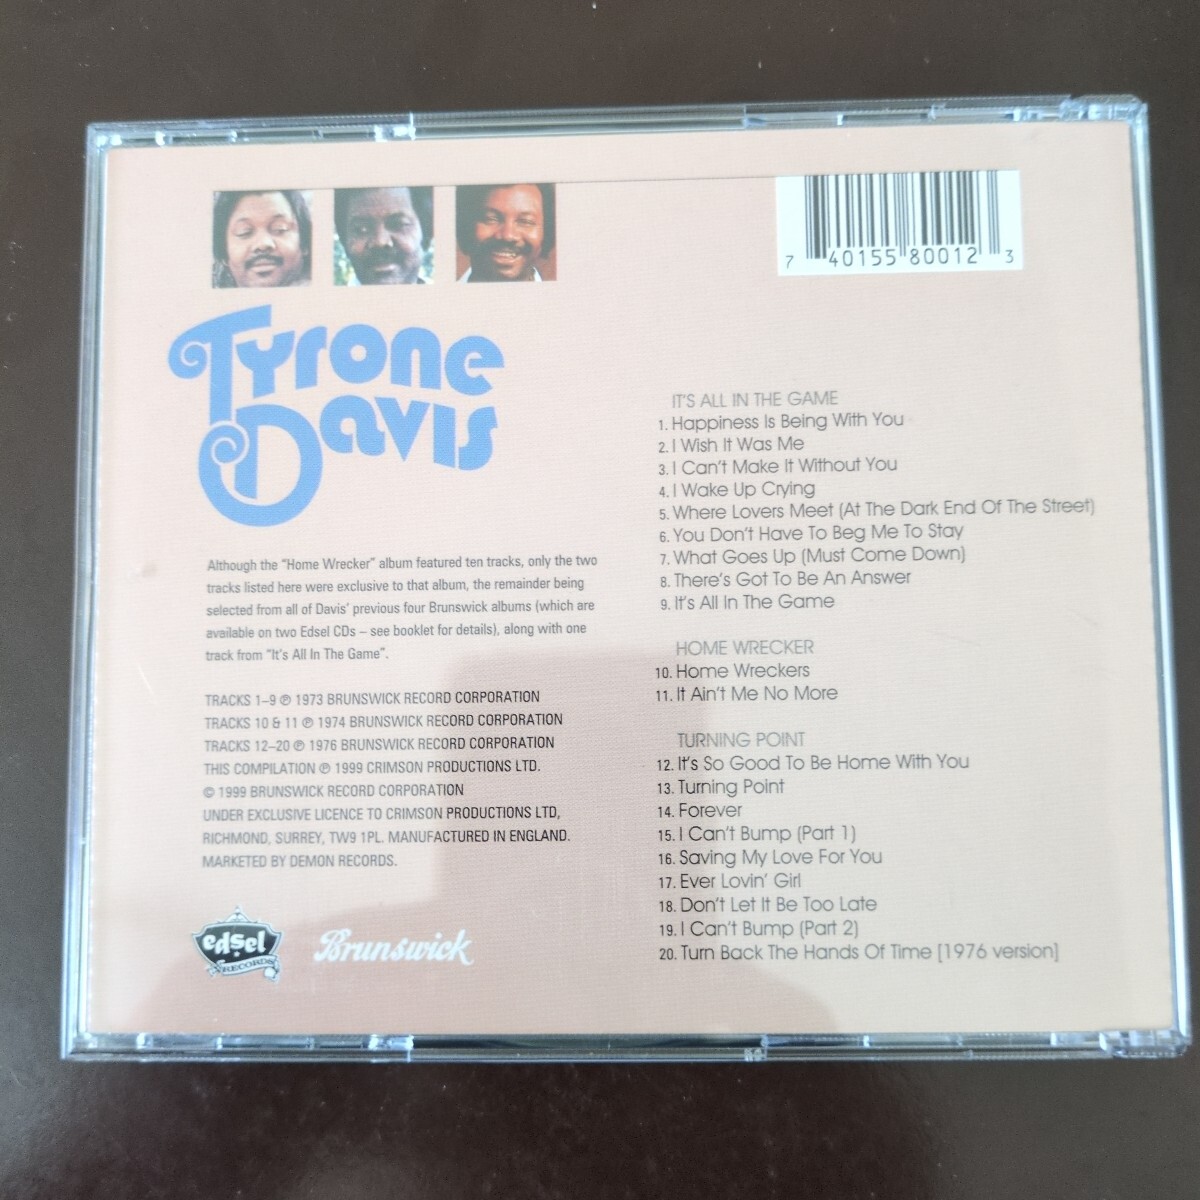 7 40155 80012 3
Tyrone
Davis
Although the "Home Wrecker" album featured ten tracks, only the two
tracks listed here were exclusive to that album, the remainder being
selected from all of Davis' previous four Brunswick albums (which are
available on two Edsel CDs – see booklet for details), along with one
track from "It's All In The Game".
TRACKS 1–9 ℗ 1973 BRUNSWICK RECORD CORPORATION
TRACKS 10 & 11 ℗ 1974 BRUNSWICK RECORD CORPORATION
TRACKS 12–20 ℗ 1976 BRUNSWICK RECORD CORPORATION
THIS COMPILATION ℗ 1999 CRIMSON PRODUCTIONS LTD.
© 1999 BRUNSWICK RECORD CORPORATION
UNDER EXCLUSIVE LICENCE TO CRIMSON PRODUCTIONS LTD,
RICHMOND, SURREY, TW9 1PL. MANUFACTURED IN ENGLAND.
MARKETED BY DEMON RECORDS.
edsel
RECORDS
Brunswick
IT'S ALL IN THE GAME
1. Happiness Is Being With You
2. I Wish It Was Me
3. I Can't Make It Without You
4. I Wake Up Crying
5. Where Lovers Meet (At The Dark End Of The Street)
6. You Don't Have To Beg Me To Stay
7. What Goes Up (Must Come Down)
8. There's Got To Be An Answer
9. It's All In The Game
HOME WRECKER
10. Home Wreckers
11. It Ain't Me No More
TURNING POINT
12. It's So Good To Be Home With You
13. Turning Point
14. Forever
15. I Can't Bump (Part 1)
16. Saving My Love For You
17. Ever Lovin' Girl
18. Don't Let It Be Too Late
19. I Can't Bump (Part 2)
20. Turn Back The Hands Of Time [1976 version]